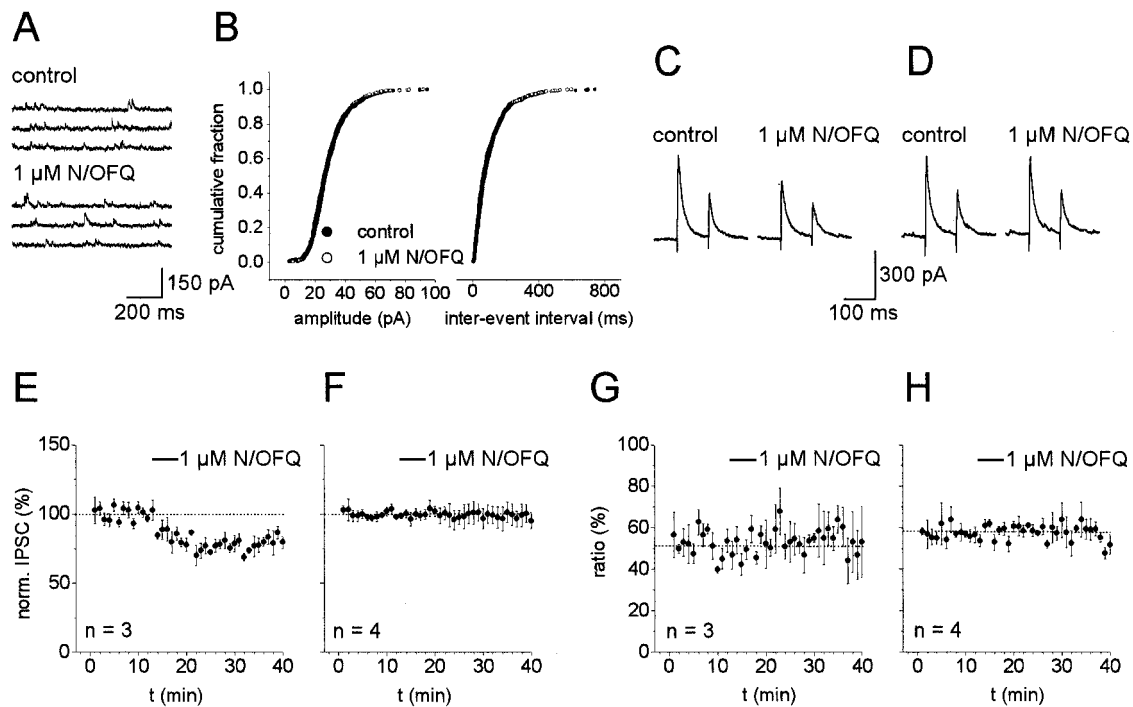 A
control
1 µM N/OFQ
150 pA
200 ms
B
cumulative fraction
1.0
0.8
0.6
0.4
0.2
0.0
control
1 µM N/OFQ
0 20 40 60 80 100
amplitude (pA)
0 400 800
inter-event interval (ms)
C
control 1 µM N/OFQ
D
control 1 µM N/OFQ
300 pA
100 ms
E
norm. IPSC (%)
150
100
50
0
1 µM N/OFQ
n = 3
0 10 20 30 40
t (min)
F
1 µM N/OFQ
n = 4
0 10 20 30 40
t (min)
G
ratio (%)
100
80
60
40
20
0
1 µM N/OFQ
n = 3
0 10 20 30 40
t (min)
H
1 µM N/OFQ
n = 4
0 10 20 30 40
t (min)